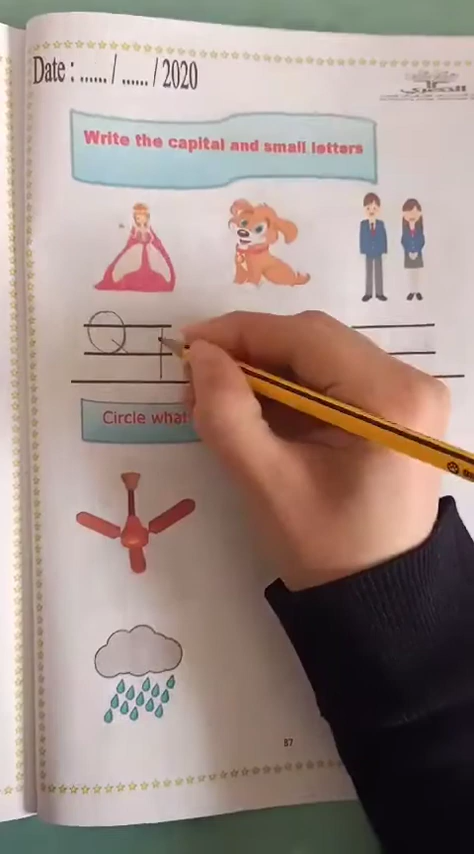 Date : ...... / ...... / 2020
Write the capital and small letters
Q
Circle what
87